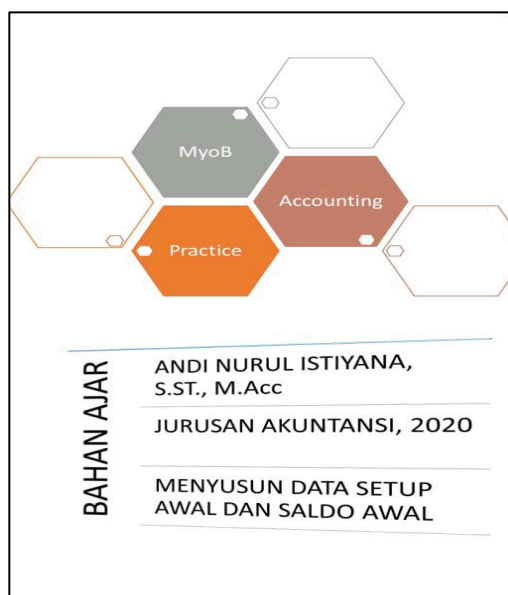 MyoB
Accounting
Practice
BAHAN AJAR
ANDI NURUL ISTIYANA,
S.ST., M.Acc
JURUSAN AKUNTANSI, 2020
MENYUSUN DATA SETUP
AWAL DAN SALDO AWAL